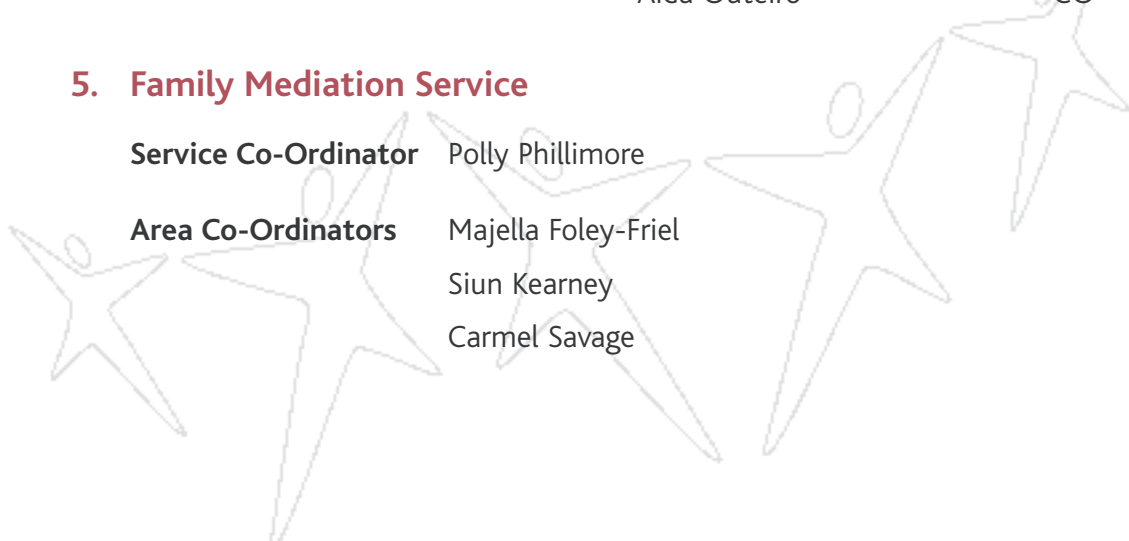 5. Family Mediation Service
Service Co-Ordinator Polly Phillimore
Area Co-Ordinators Majella Foley-Friel
Siun Kearney
Carmel Savage